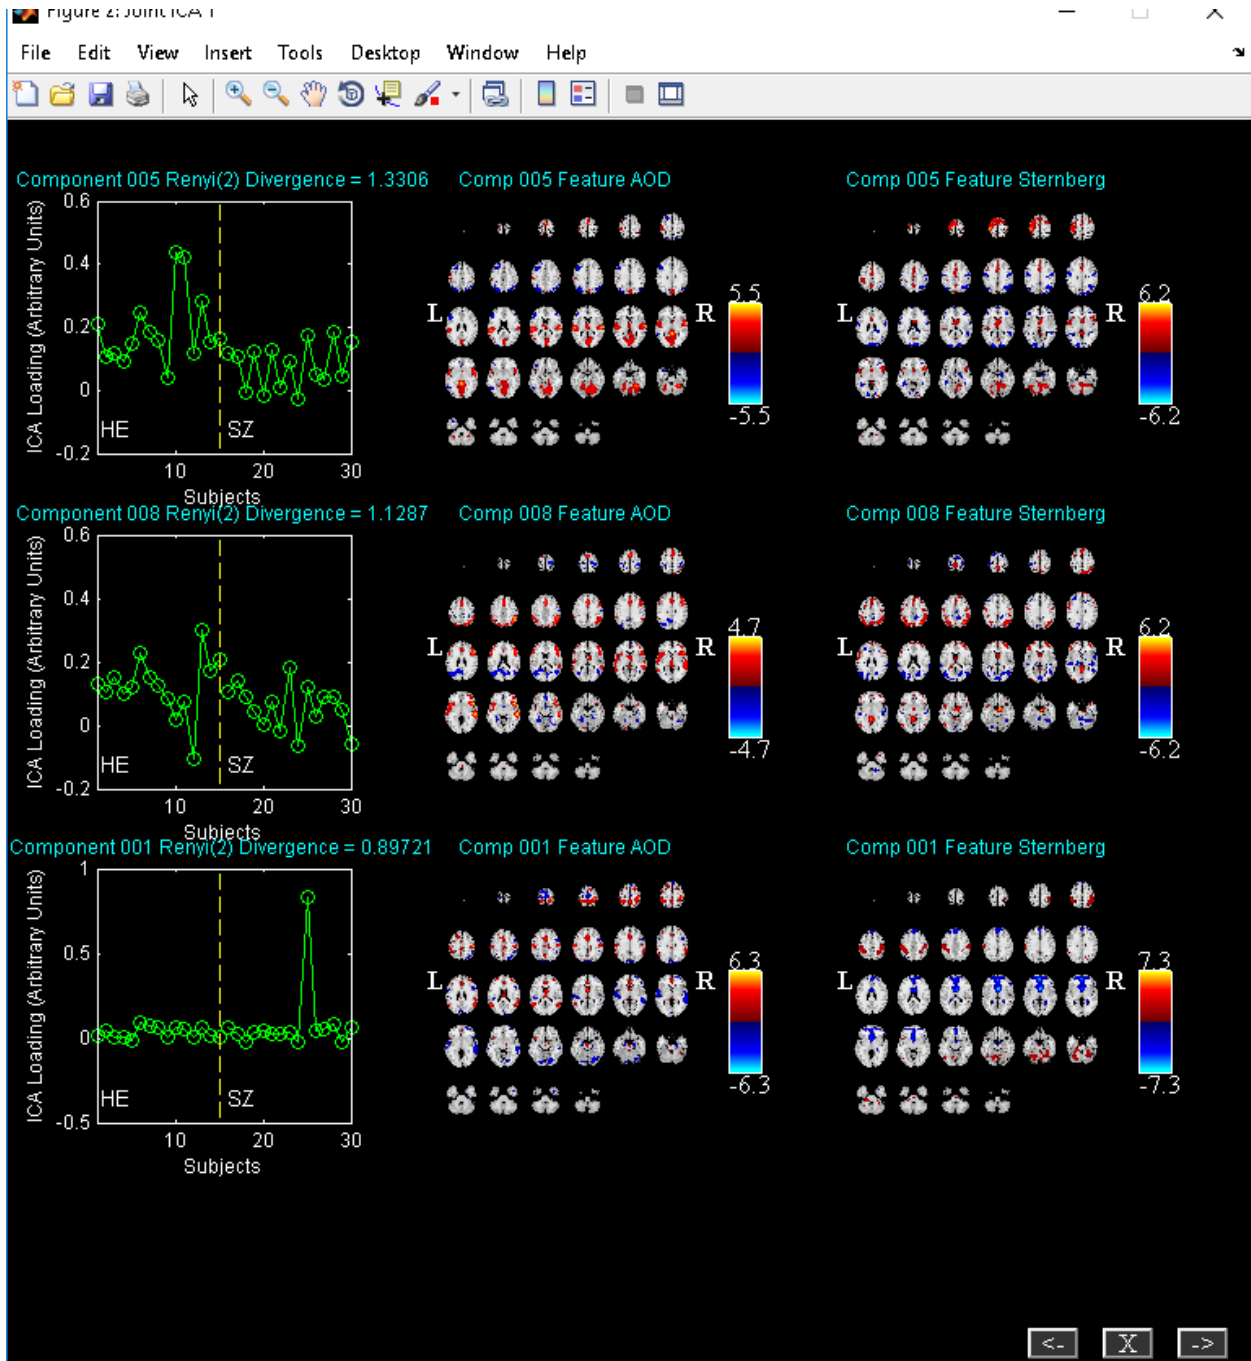 Figure 2: Joint ICA 1
File Edit View Insert Tools Desktop Window Help
Component 005 Renyi(2) Divergence = 1.3306
Comp 005 Feature AOD
Comp 005 Feature Sternberg
ICA Loading (Arbitrary Units)
0.6
0.4
0.2
0
-0.2
HE
SZ
10 20 30
Subjects
L
R
5.5
-5.5
L
R
6.2
-6.2
Component 008 Renyi(2) Divergence = 1.1287
Comp 008 Feature AOD
Comp 008 Feature Sternberg
ICA Loading (Arbitrary Units)
0.6
0.4
0.2
0
-0.2
HE
SZ
10 20 30
Subjects
L
R
4.7
-4.7
L
R
6.2
-6.2
Component 001 Renyi(2) Divergence = 0.89721
Comp 001 Feature AOD
Comp 001 Feature Sternberg
ICA Loading (Arbitrary Units)
1
0.5
0
-0.5
HE
SZ
10 20 30
Subjects
L
R
6.3
-6.3
L
R
7.3
-7.3
<- X ->